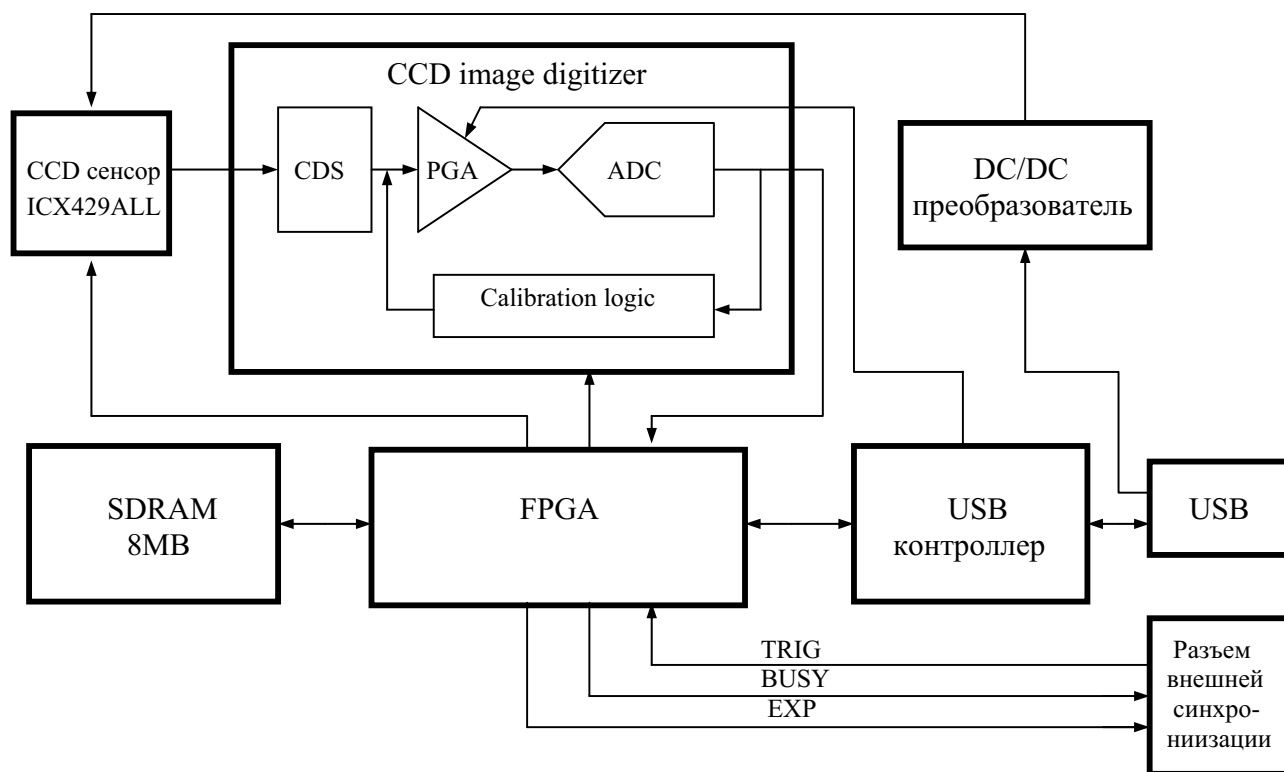 CCD image digitizer
CCD сенсор
ICX429ALL
CDS
PGA
ADC
Calibration logic
DC/DC
преобразователь
SDRAM
8MB
FPGA
USB
контроллер
USB
TRIG
BUSY
EXP
Разъем
внешней
синхро-
ниизации